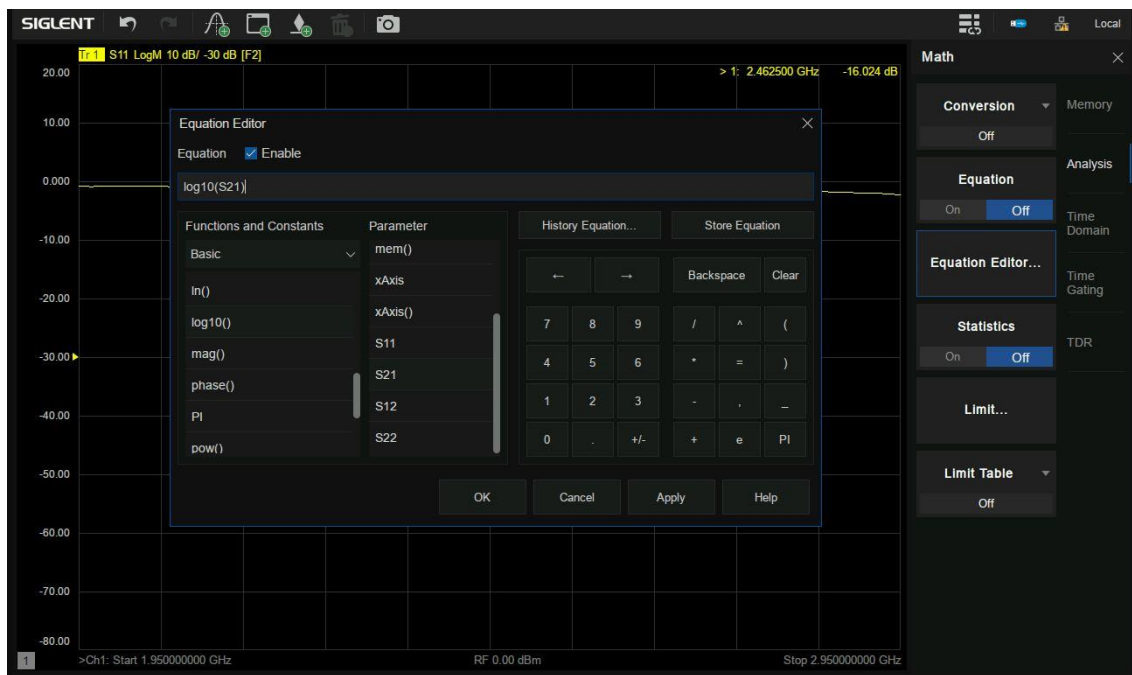 SIGLENT
Local
Tr 1 S11 LogM 10 dB/ -30 dB [F2]
> 1: 2.462500 GHz -16.024 dB
20.00
10.00
0.000
-10.00
-20.00
-30.00
-40.00
-50.00
-60.00
-70.00
-80.00
Equation Editor
Equation Enable
log10(S21)
Functions and Constants
Basic
ln()
log10()
mag()
phase()
PI
pow()
Parameter
mem()
xAxis
xAxis()
S11
S21
S12
S22
History Equation... Store Equation
← → Backspace Clear
7 8 9 / ^ (
4 5 6 * = )
1 2 3 - , _
0 . +/- + e PI
OK Cancel Apply Help
Math
Conversion
Off
Equation
On Off
Equation Editor...
Statistics
On Off
Limit...
Limit Table
Off
Memory
Analysis
Time
Domain
Time
Gating
TDR
1 >Ch1: Start 1.950000000 GHz RF 0.00 dBm Stop 2.950000000 GHz